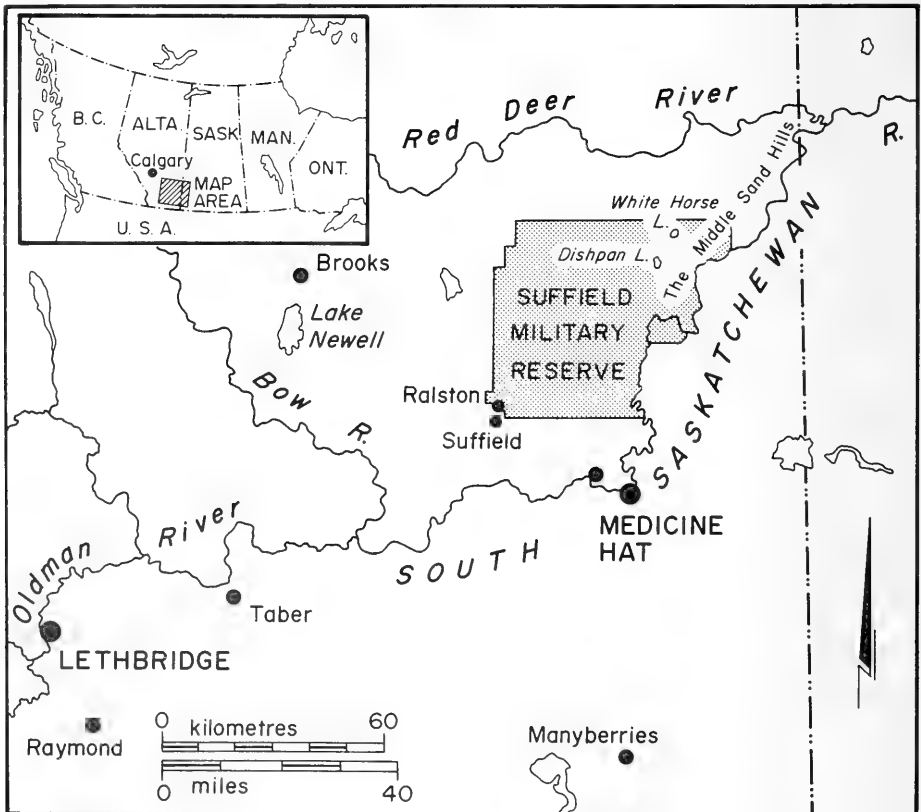 B.C.
ALTA.
SASK
MAN.
ONT.
Calgary
MAP
AREA
U.S.A.
Red Deer River
R.
White Horse
L.
Dishpan L.
The Middle Sand Hills
Brooks
Lake
Newell
SUFFIELD
MILITARY
RESERVE
Bow R.
Ralston
Suffield
SOUTH SASKATCHEWAN
MEDICINE
HAT
Oldman River
Taber
LETHBRIDGE
Raymond
0 kilometres 60
0 miles 40
Manyberries